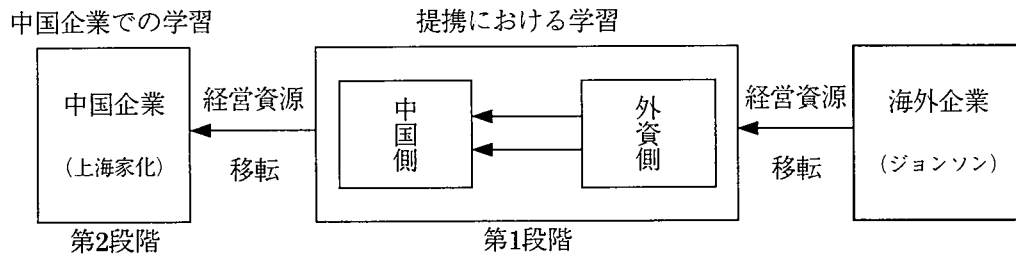 中国企業での学習
提携における学習
中国企業
(上海家化)
第2段階
経営資源
移転
中国側
外資側
第1段階
経営資源
移転
海外企業
(ジョンソン)